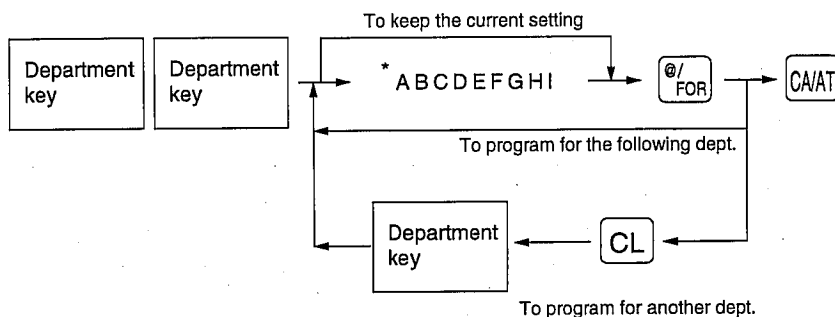 To keep the current setting
Department
key
Department
key
*ABCDEFGHI
@/
FOR
CA/AT
To program for the following dept.
Department
key
CL
To program for another dept.